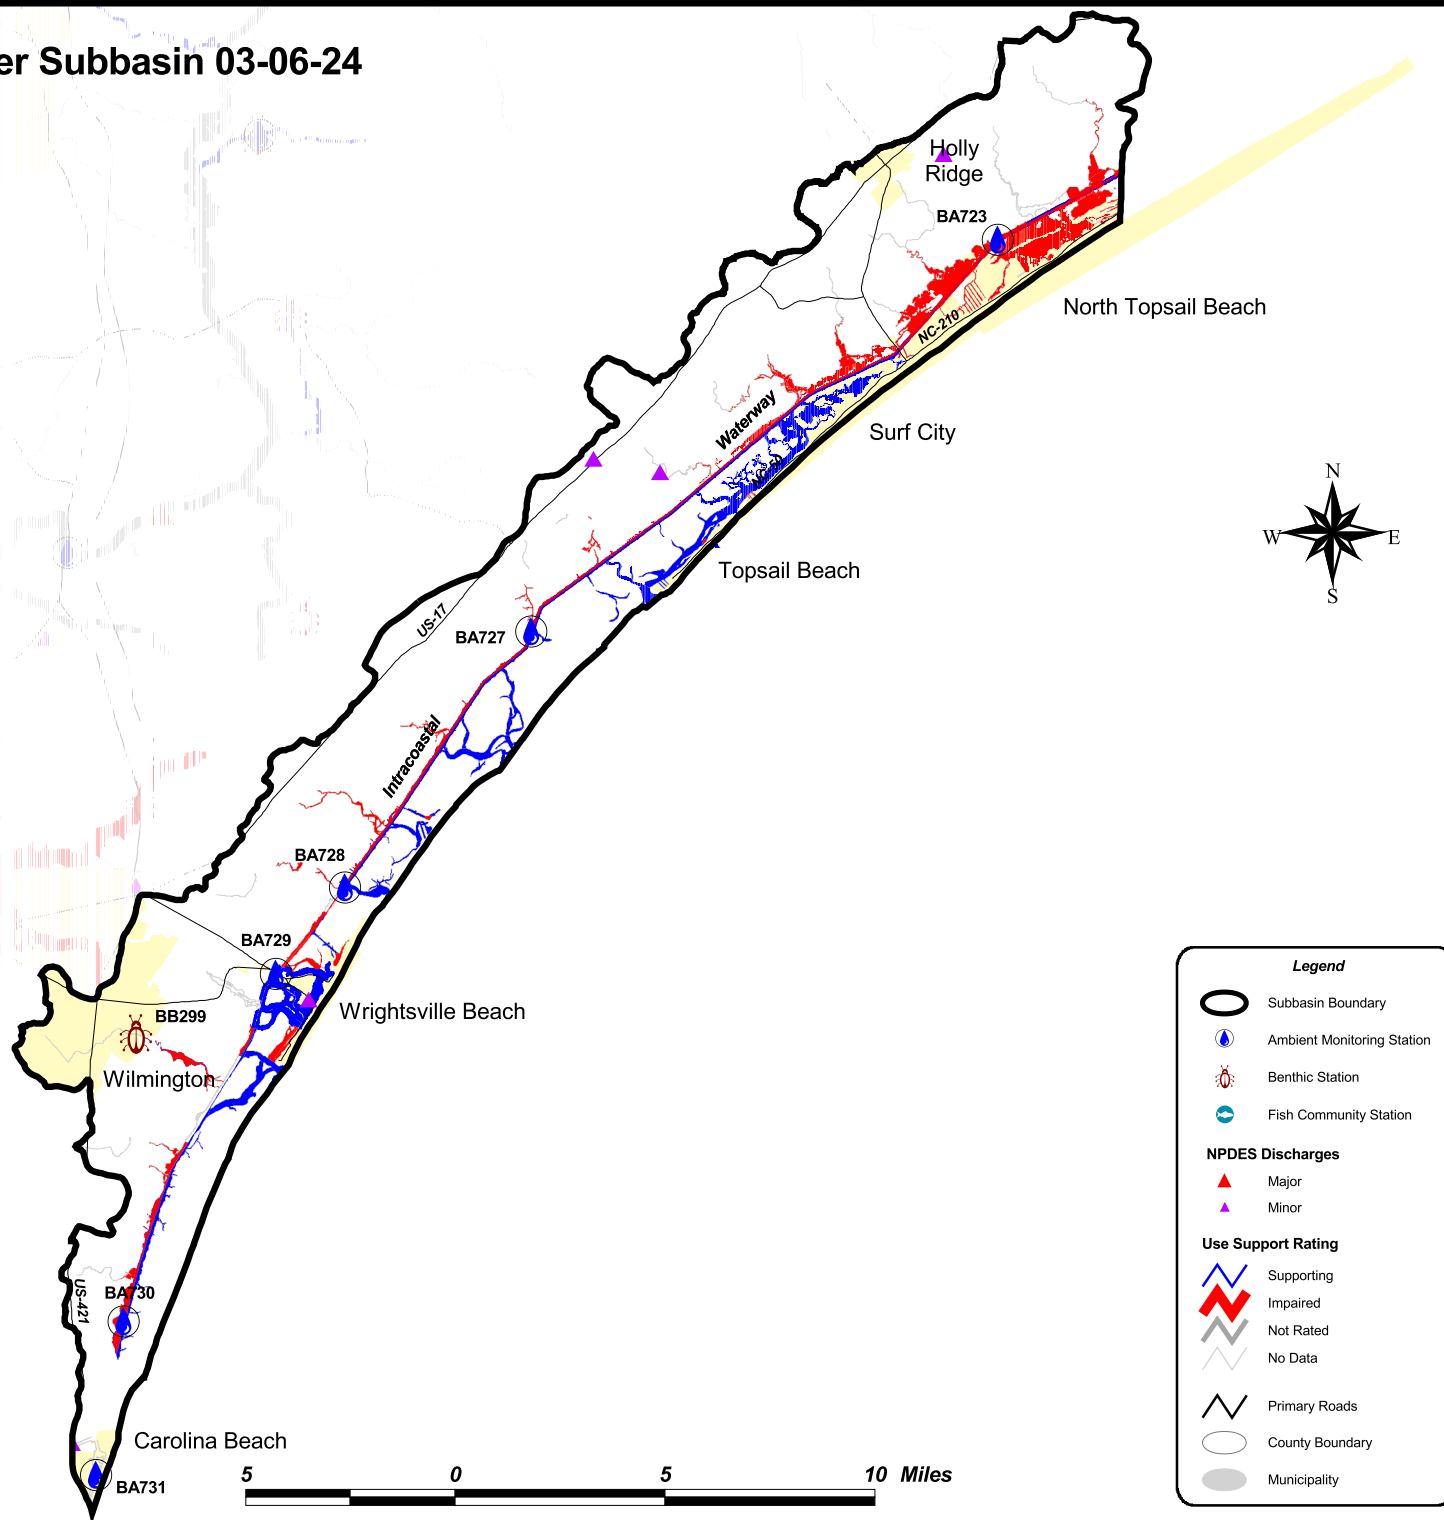 er Subbasin 03-06-24
Holly
Ridge
BA723
North Topsail Beach
NC-210
Surf City
Waterway
NC-50
Topsail Beach
N
W
E
S
US-17
BA727
Intracoastal
BA728
BA729
Wrightsville Beach
BB299
Wilmington
US-421
BA730
Carolina Beach
BA731
5
0
5
10 Miles
Legend
Subbasin Boundary
Ambient Monitoring Station
Benthic Station
Fish Community Station
NPDES Discharges
Major
Minor
Use Support Rating
Supporting
Impaired
Not Rated
No Data
Primary Roads
County Boundary
Municipality